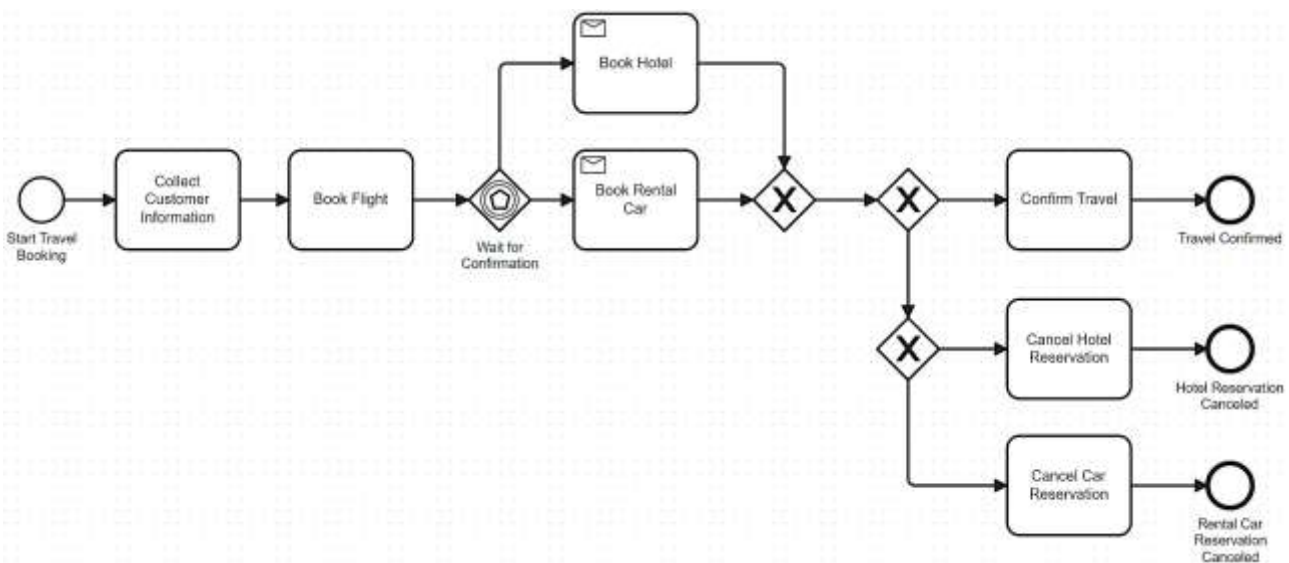 Book Hotel
Collect
Customer
Information
Book Flight
Book Rental
Car
Confirm Travel
Start Travel
Booking
Wait for
Confirmation
Travel Confirmed
Cancel Hotel
Reservation
Hotel Reservation
Canceled
Cancel Car
Reservation
Rental Car
Reservation
Canceled